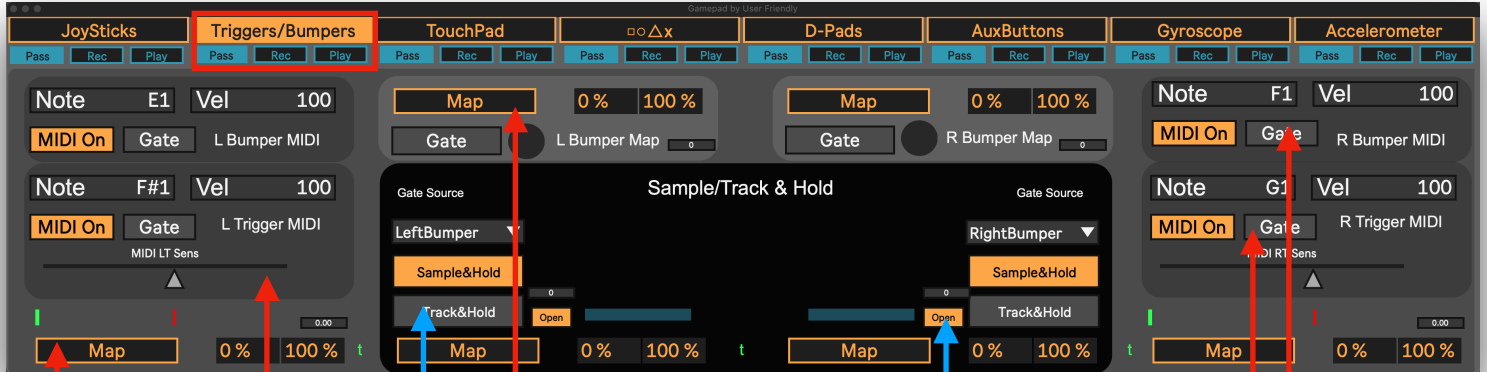 Gamepad by User Friendly
JoySticks Triggers/Bumpers TouchPad □○△x D-Pads AuxButtons Gyroscope Accelerometer
Pass Rec Play Pass Rec Play Pass Rec Play Pass Rec Play Pass Rec Play Pass Rec Play Pass Rec Play Pass Rec Play
Note E1 Vel 100 Map 0 % 100 % Map 0 % 100 % Note F1 Vel 100
MIDI On Gate L Bumper MIDI Gate L Bumper Map 0 Gate R Bumper Map 0 MIDI On Gate R Bumper MIDI
Note F#1 Vel 100 Gate Source Sample/Track & Hold Gate Source Note G1 Vel 100
MIDI On Gate L Trigger MIDI LeftBumper RightBumper MIDI On Gate R Trigger MIDI
MIDI LT Sens Sample&Hold Sample&Hold MIDI RT Sens
0 0
0.00 Track&Hold Open Open Track&Hold 0.00
Map 0 % 100 % t Map 0 % 100 % t Map 0 % 100 % t Map 0 % 100 %